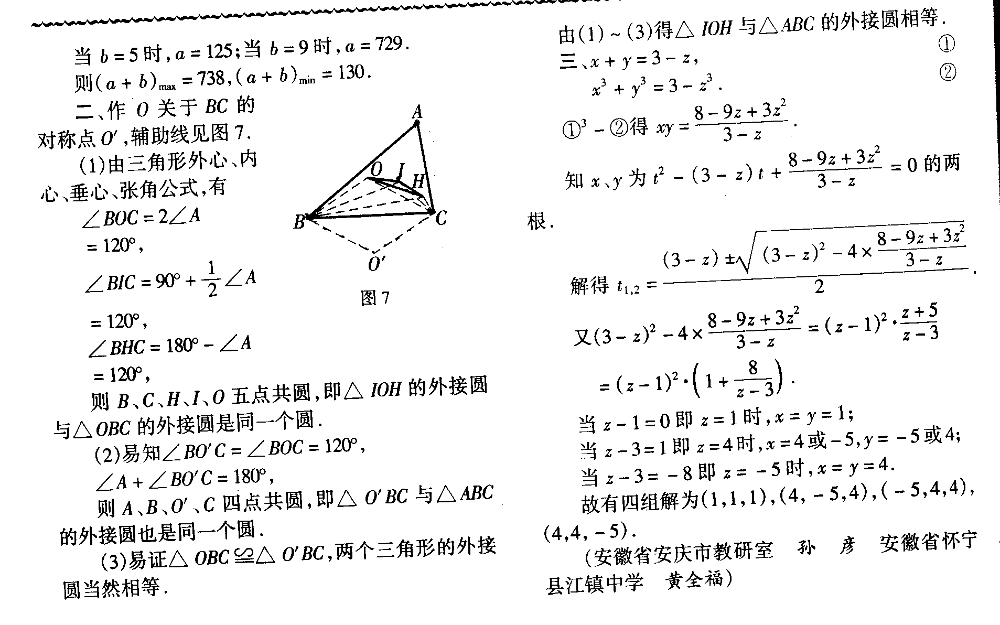 当 b = 5 时, a = 125; 当 b = 9 时, a = 729.
则(a + b)max = 738, (a + b)min = 130.
二、作 O 关于 BC 的
对称点 O′, 辅助线见图 7.
(1)由三角形外心、内
心、垂心、张角公式, 有
∠BOC = 2∠A
= 120°,
∠BIC = 90° + 1/2 ∠A
= 120°,
∠BHC = 180° - ∠A
= 120°,
A
O I
H
B
C
O′
图 7
则 B、C、H、I、O 五点共圆, 即△IOH 的外接圆
与△OBC 的外接圆是同一个圆.
(2)易知∠BO′C = ∠BOC = 120°,
∠A + ∠BO′C = 180°,
则 A、B、O′、C 四点共圆, 即△O′BC 与△ABC
的外接圆也是同一个圆.
(3)易证△OBC≌△O′BC, 两个三角形的外接
圆当然相等.
由(1) ~ (3)得△IOH 与△ABC 的外接圆相等.
三、x + y = 3 - z, ①
x³ + y³ = 3 - z³. ②
①³ - ②得 xy = (8 - 9z + 3z²)/(3 - z).
知 x、y 为 t² - (3 - z)t + (8 - 9z + 3z²)/(3 - z) = 0 的两
根.
解得 t₁,₂ = ((3 - z) ± √((3 - z)² - 4 × (8 - 9z + 3z²)/(3 - z)))/2.
又(3 - z)² - 4 × (8 - 9z + 3z²)/(3 - z) = (z - 1)² · (z + 5)/(z - 3)
= (z - 1)² · (1 + 8/(z - 3)).
当 z - 1 = 0 即 z = 1 时, x = y = 1;
当 z - 3 = 1 即 z = 4 时, x = 4 或 - 5, y = - 5 或 4;
当 z - 3 = - 8 即 z = - 5 时, x = y = 4.
故有四组解为(1,1,1), (4, - 5,4), ( - 5,4,4),
(4,4, - 5).
(安徽省安庆市教研室 孙 彦 安徽省怀宁
县江镇中学 黄全福)